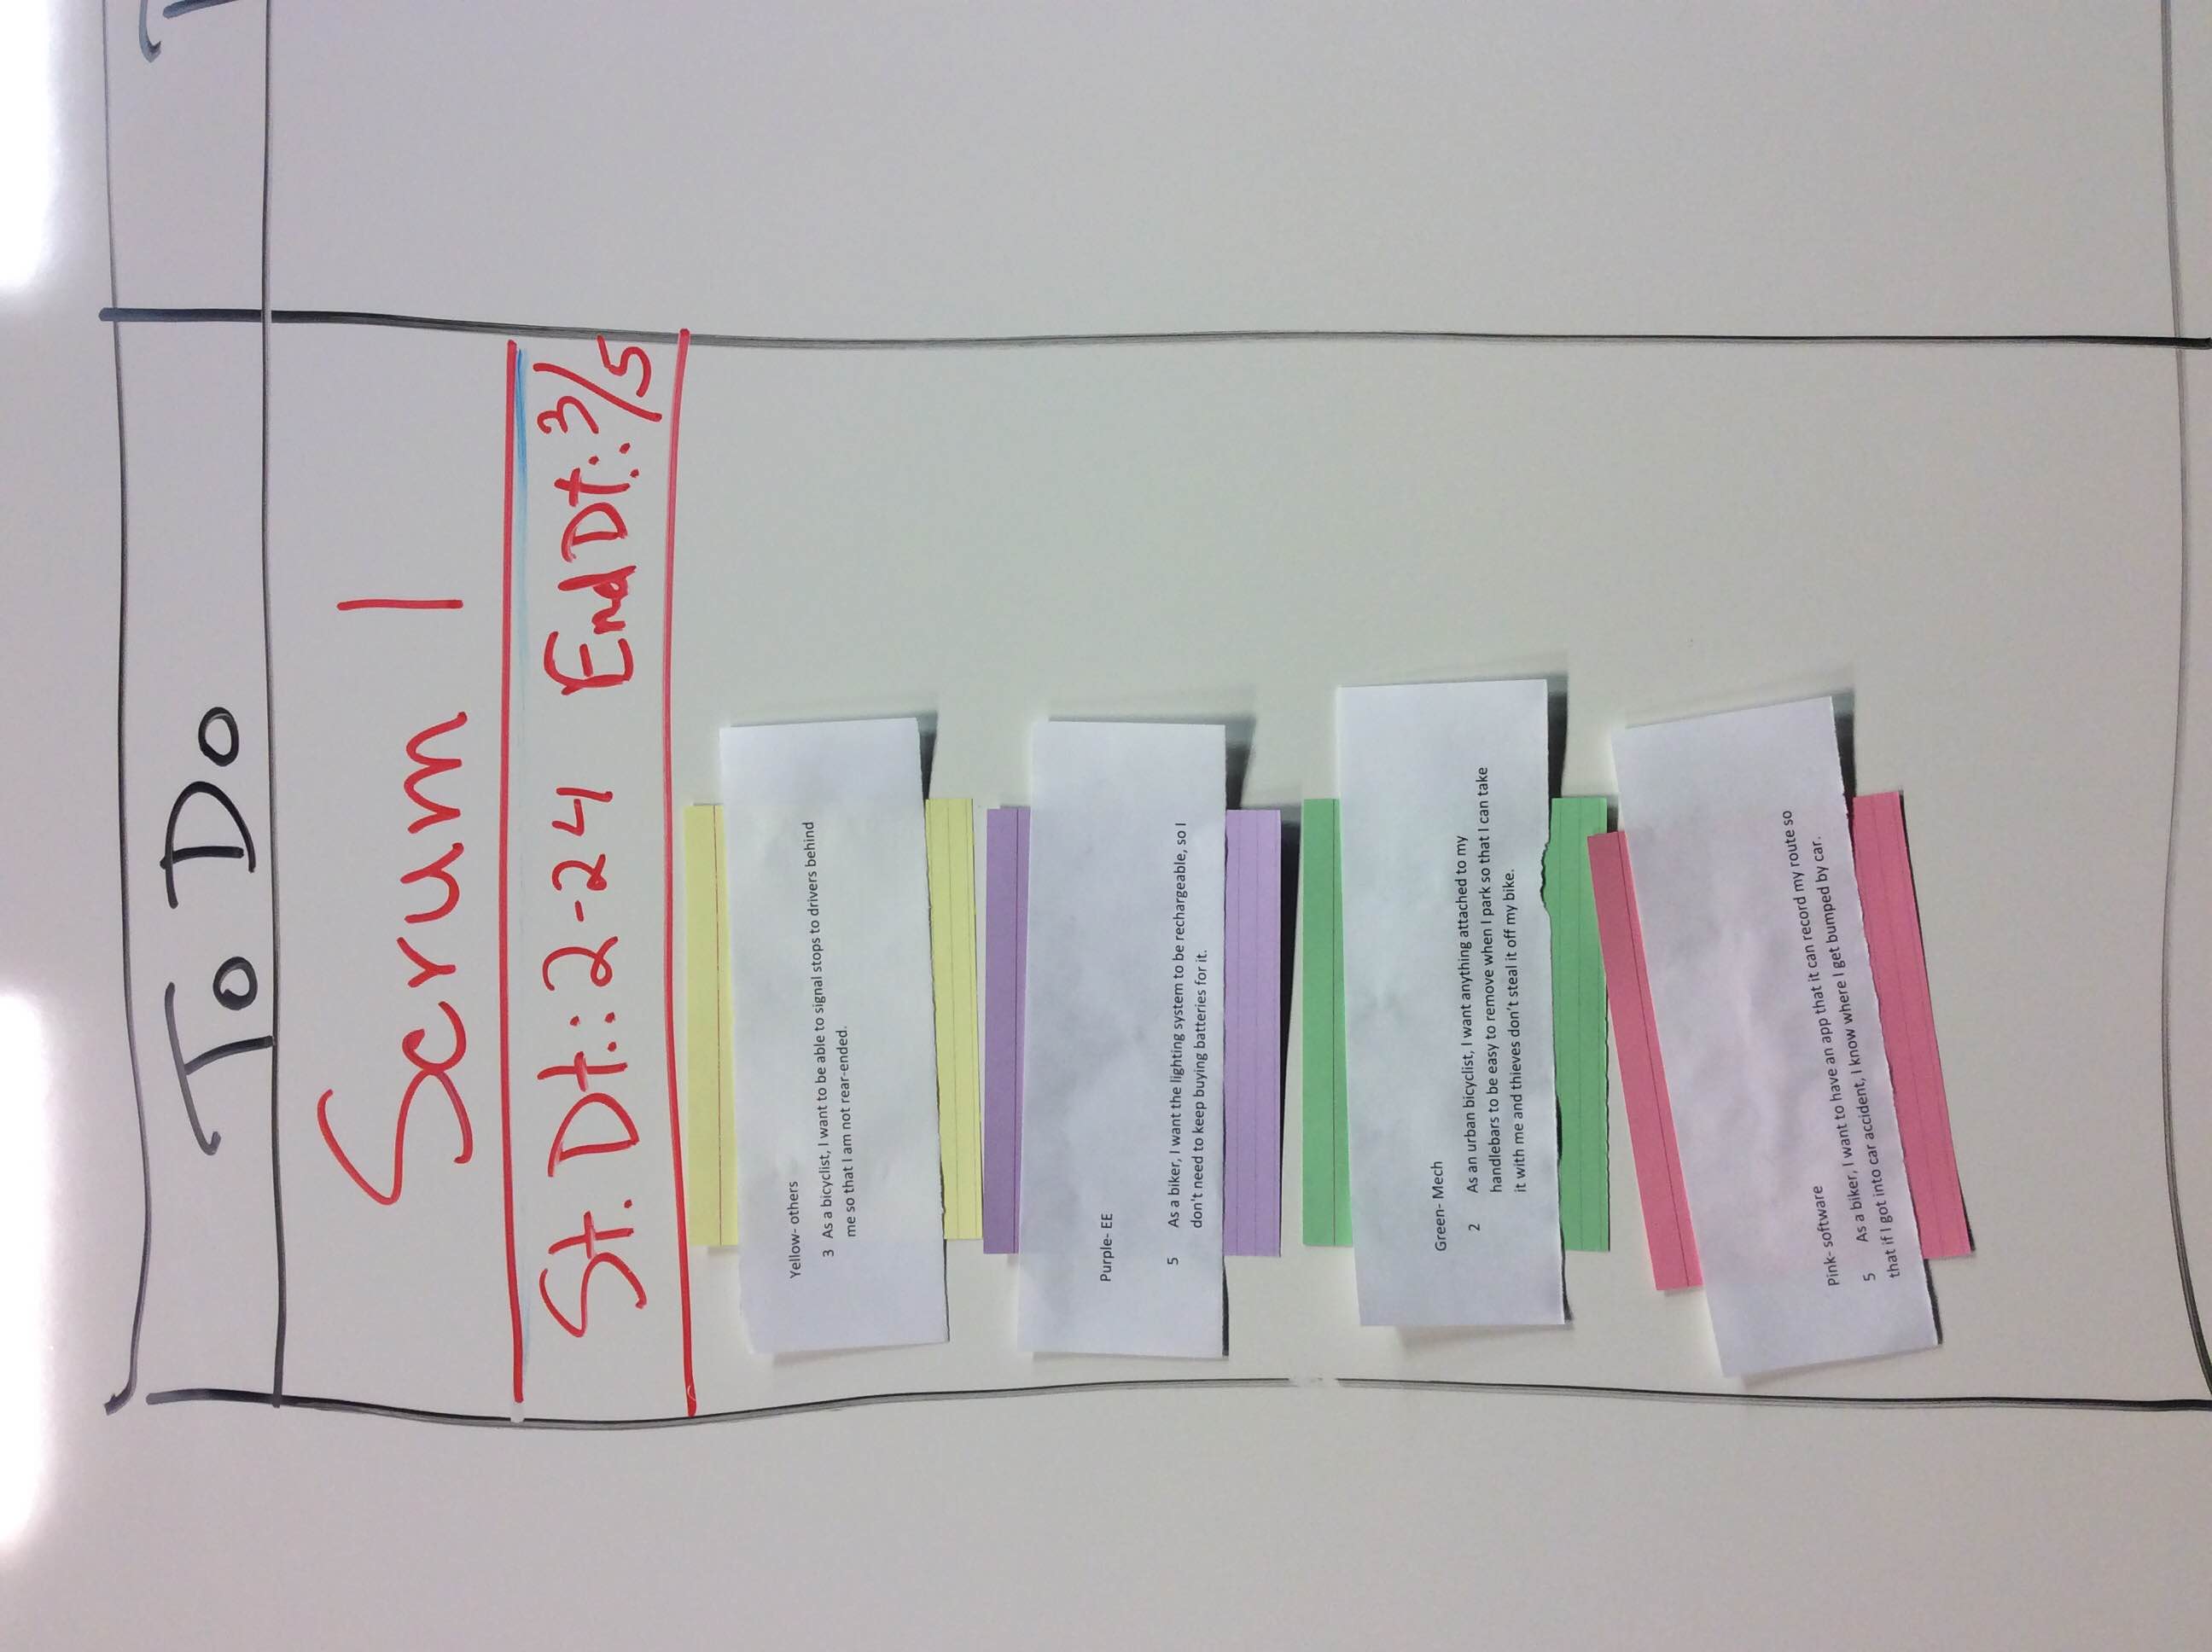 To Do
Scrum 1
St. Dt.: 2-24 End Dt.: 3/5
Yellow- others
3 As a bicyclist, I want to be able to signal stops to drivers behind
me so that I am not rear-ended.
Purple- EE
5 As a biker, I want the lighting system to be rechargeable, so I
don't need to keep buying batteries for it.
Green- Mech
2 As an urban bicyclist, I want anything attached to my
handlebars to be easy to remove when I park so that I can take
it with me and thieves don’t steal it off my bike.
Pink- software
5 As a biker, I want to have an app that it can record my route so
that if I got into car accident, I know where I get bumped by car.